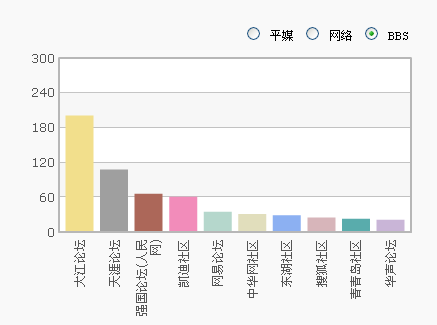 平媒 网络 BBS
300
240
180
120
60
0
大江论坛
天涯论坛
强国论坛(人民
网)
凯迪社区
网易论坛
中华网社区
东湖社区
搜狐社区
青青岛社区
华声论坛